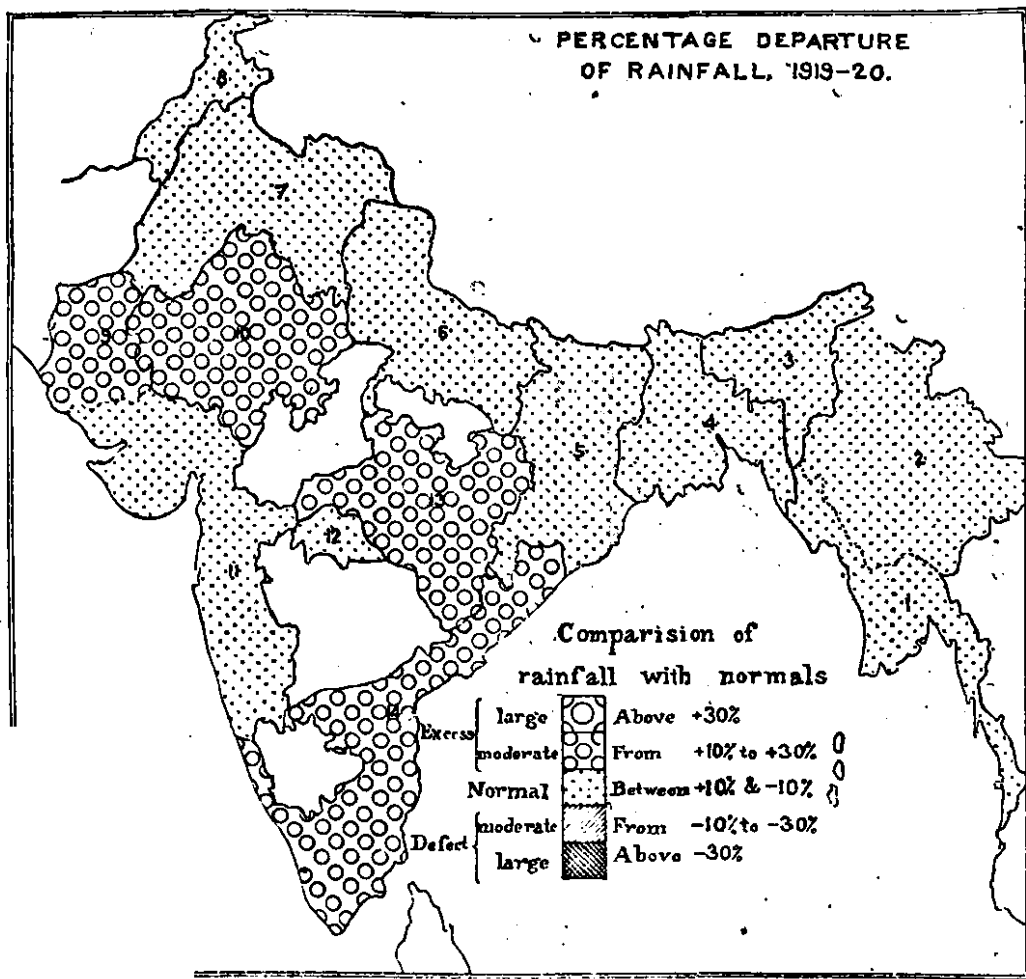 PERCENTAGE DEPARTURE
OF RAINFALL, 1919-20.
8
7
9
10
6
3
4
5
2
13
12
11
1
14
Comparision of
rainfall with normals
Excess
large
Above +30%
moderate
From +10% to +30%
Normal
Between +10% & -10%
Defect
moderate
From -10% to -30%
large
Above -30%